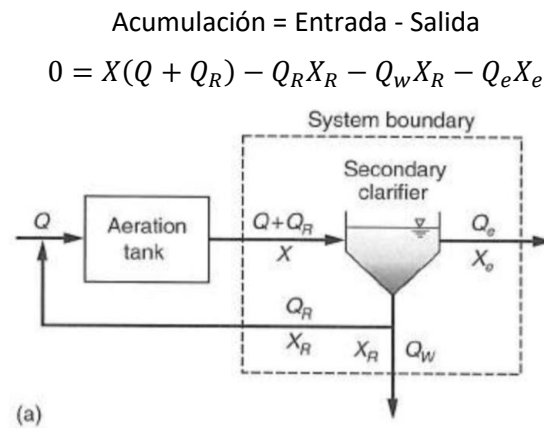 Acumulación = Entrada - Salida
0 = X(Q + Q_R) − Q_R X_R − Q_w X_R − Q_e X_e
System boundary
Secondary
clarifier
Q
Aeration
tank
Q+Q_R
X
Q_e
X_e
Q_R
X_R
X_R
Q_W
(a)